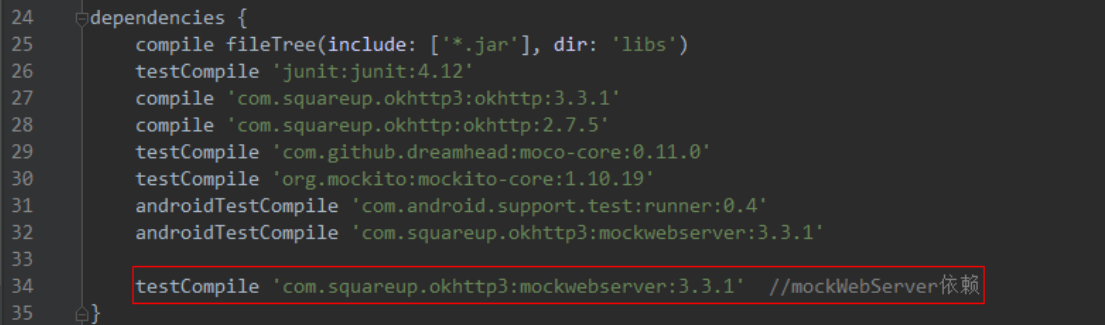 24 dependencies {
25 compile fileTree(include: ['*.jar'], dir: 'libs')
26 testCompile 'junit:junit:4.12'
27 compile 'com.squareup.okhttp3:okhttp:3.3.1'
28 compile 'com.squareup.okhttp:okhttp:2.7.5'
29 testCompile 'com.github.dreamhead:moco-core:0.11.0'
30 testCompile 'org.mockito:mockito-core:1.10.19'
31 androidTestCompile 'com.android.support.test:runner:0.4'
32 androidTestCompile 'com.squareup.okhttp3:mockwebserver:3.3.1'
33
34 testCompile 'com.squareup.okhttp3:mockwebserver:3.3.1' //mockWebServer依赖
35 }